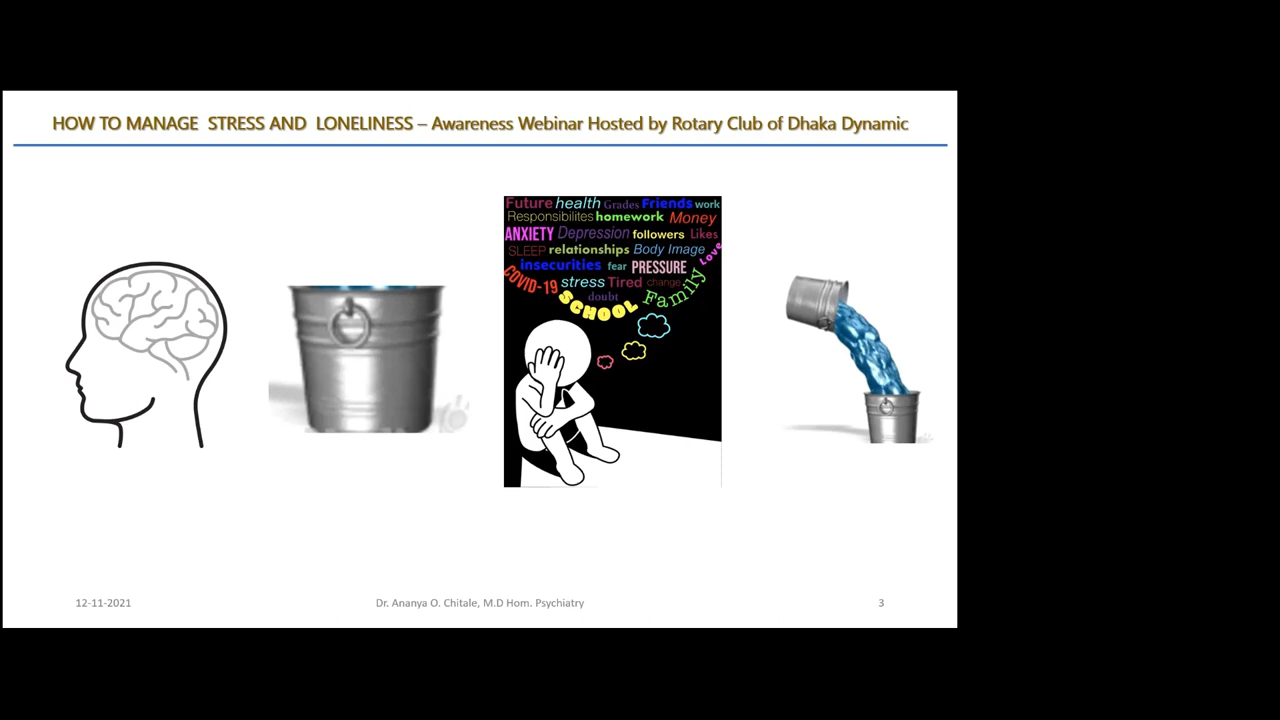 HOW TO MANAGE  STRESS AND  LONELINESS – Awareness Webinar Hosted by Rotary Club of Dhaka Dynamic
Future health Grades Friends work
Responsibilites homework Money
ANXIETY Depression followers Likes
SLEEP relationships Body Image Love
insecurities fear PRESSURE
COVID-19 stress Tired change
doubt
SCHOOL Family
12-11-2021
Dr. Ananya O. Chitale, M.D Hom. Psychiatry
3